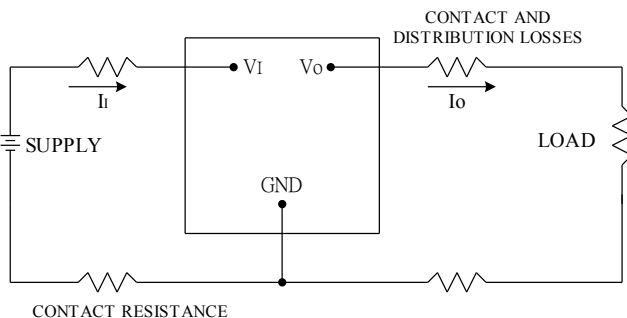 CONTACT AND
DISTRIBUTION LOSSES
VI
VO
II
IO
SUPPLY
LOAD
GND
CONTACT RESISTANCE